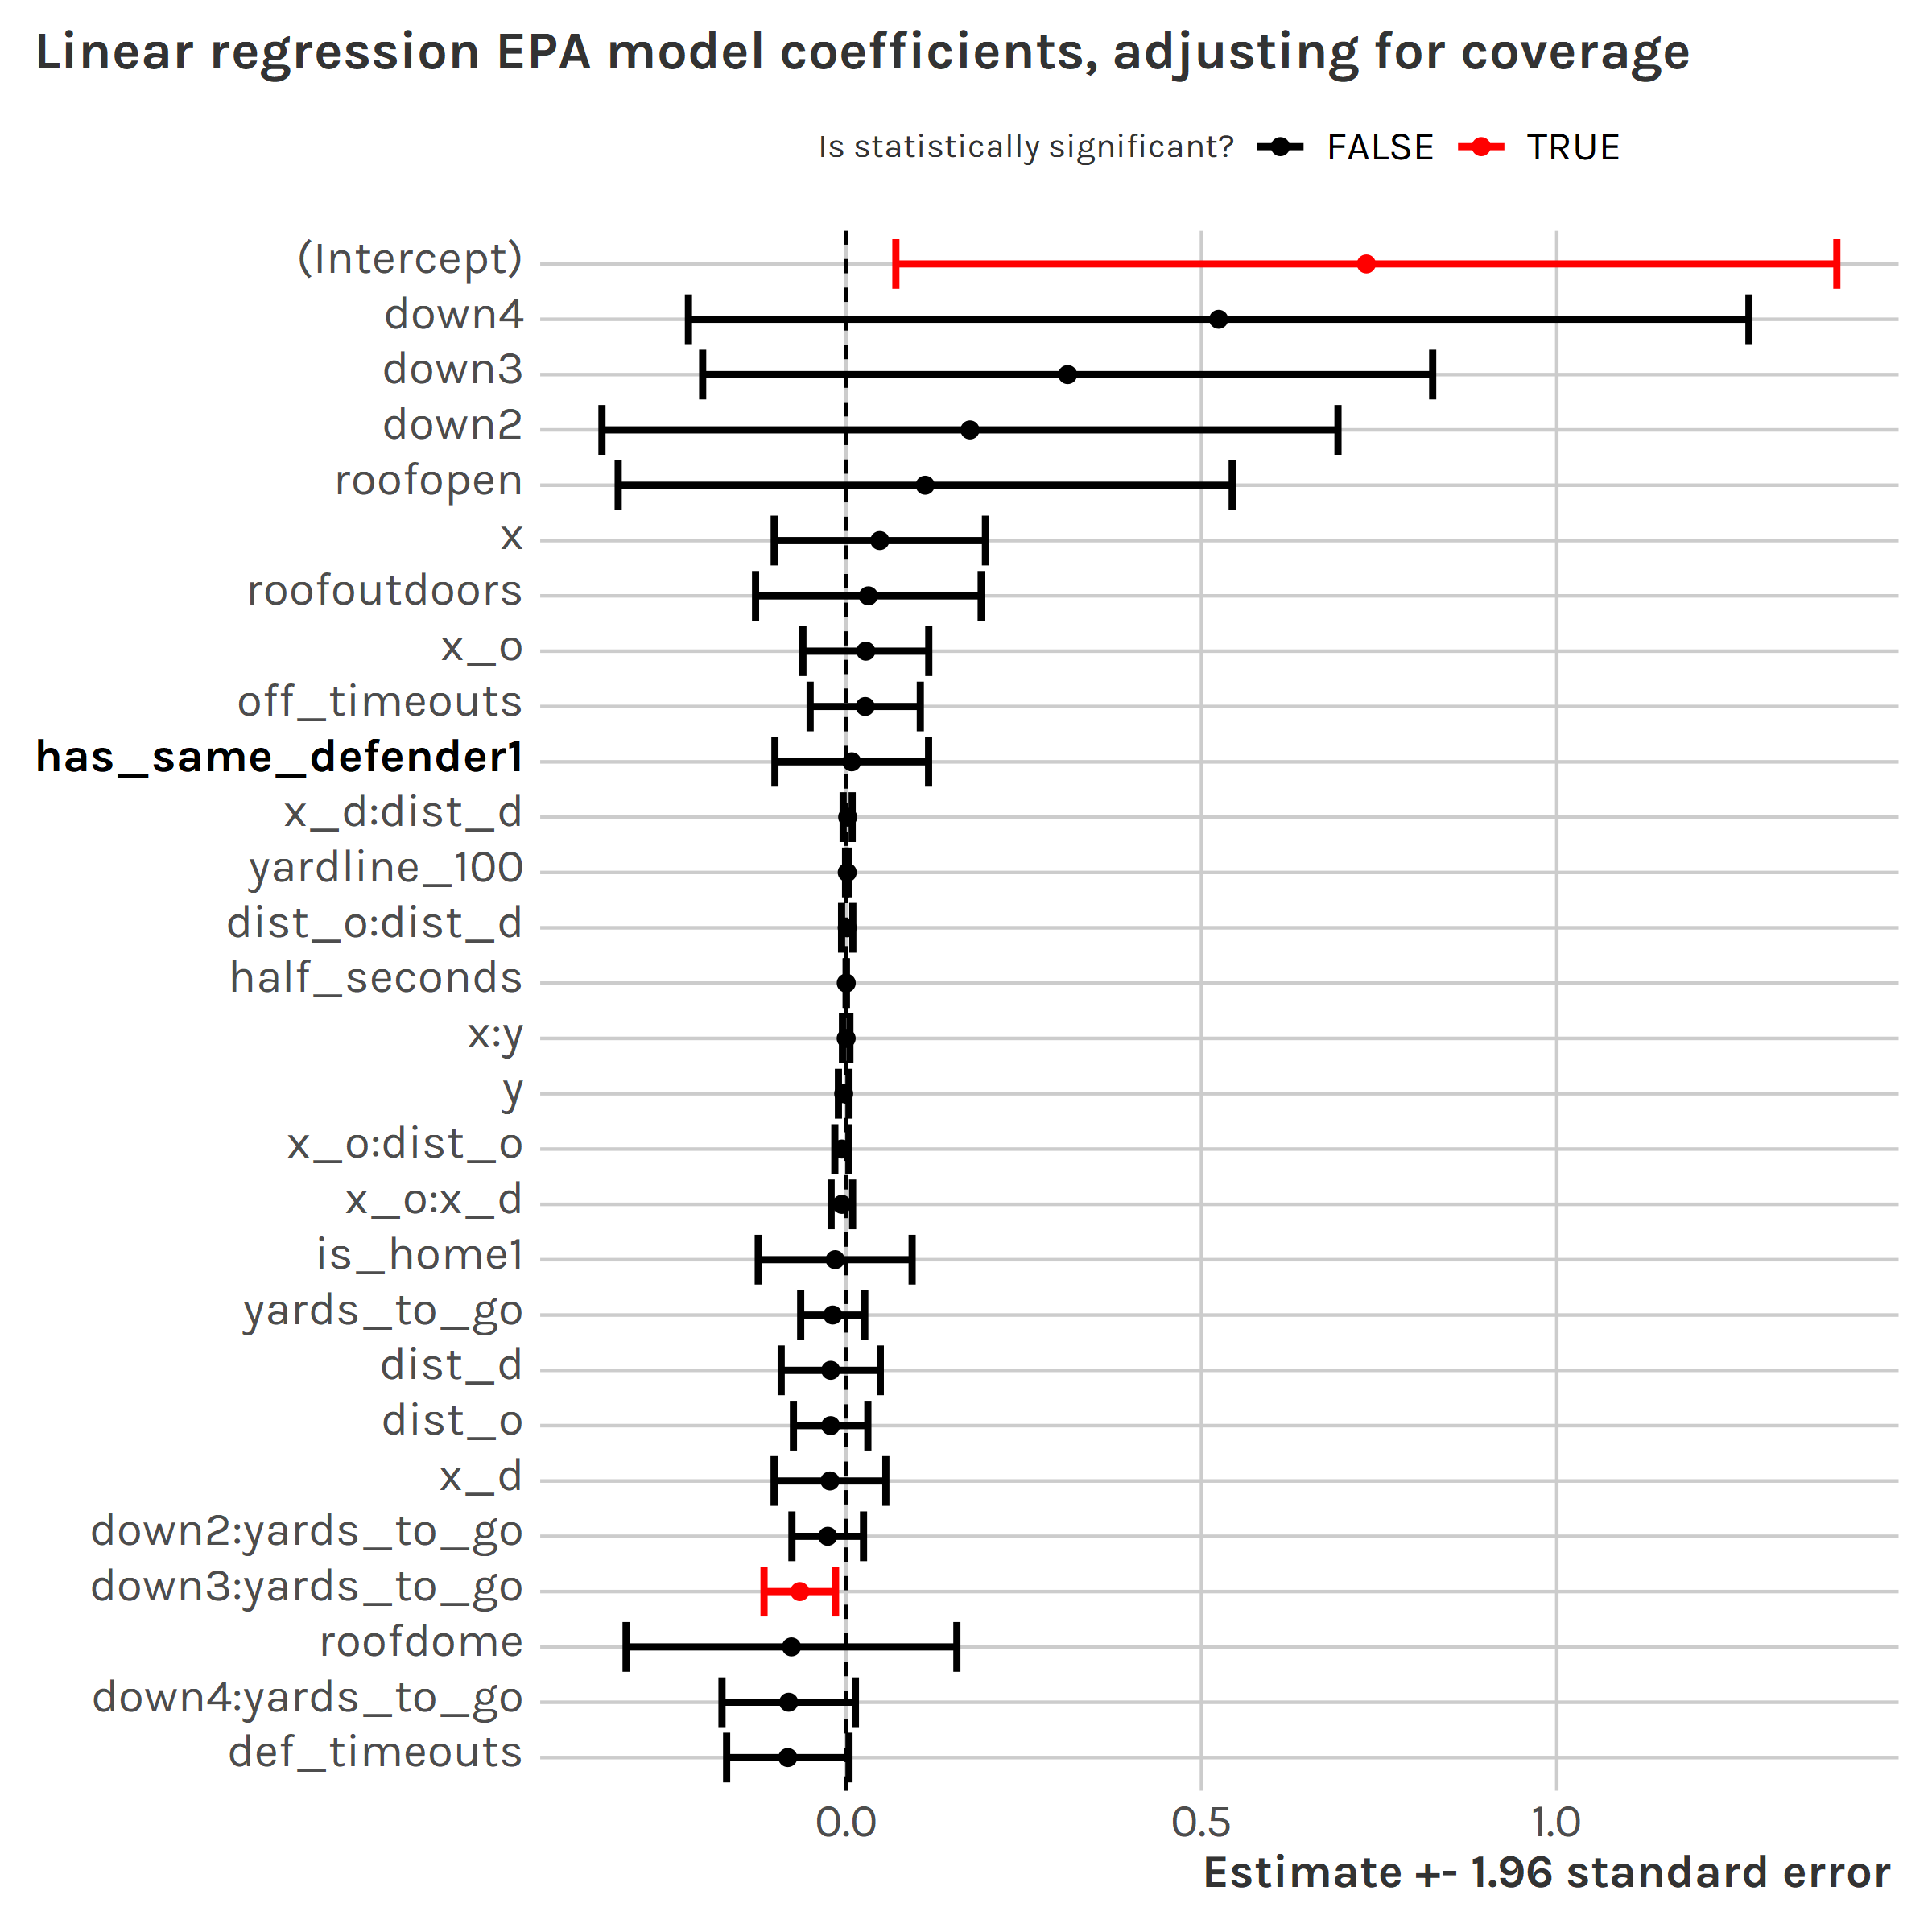 Linear regression EPA model coefficients, adjusting for coverage
Is statistically significant? FALSE TRUE
(Intercept)
down4
down3
down2
roofopen
x
roofoutdoors
x_o
off_timeouts
has_same_defender1
x_d:dist_d
yardline_100
dist_o:dist_d
half_seconds
x:y
y
x_o:dist_o
x_o:x_d
is_home1
yards_to_go
dist_d
dist_o
x_d
down2:yards_to_go
down3:yards_to_go
roofdome
down4:yards_to_go
def_timeouts
0.0 0.5 1.0
Estimate +- 1.96 standard error